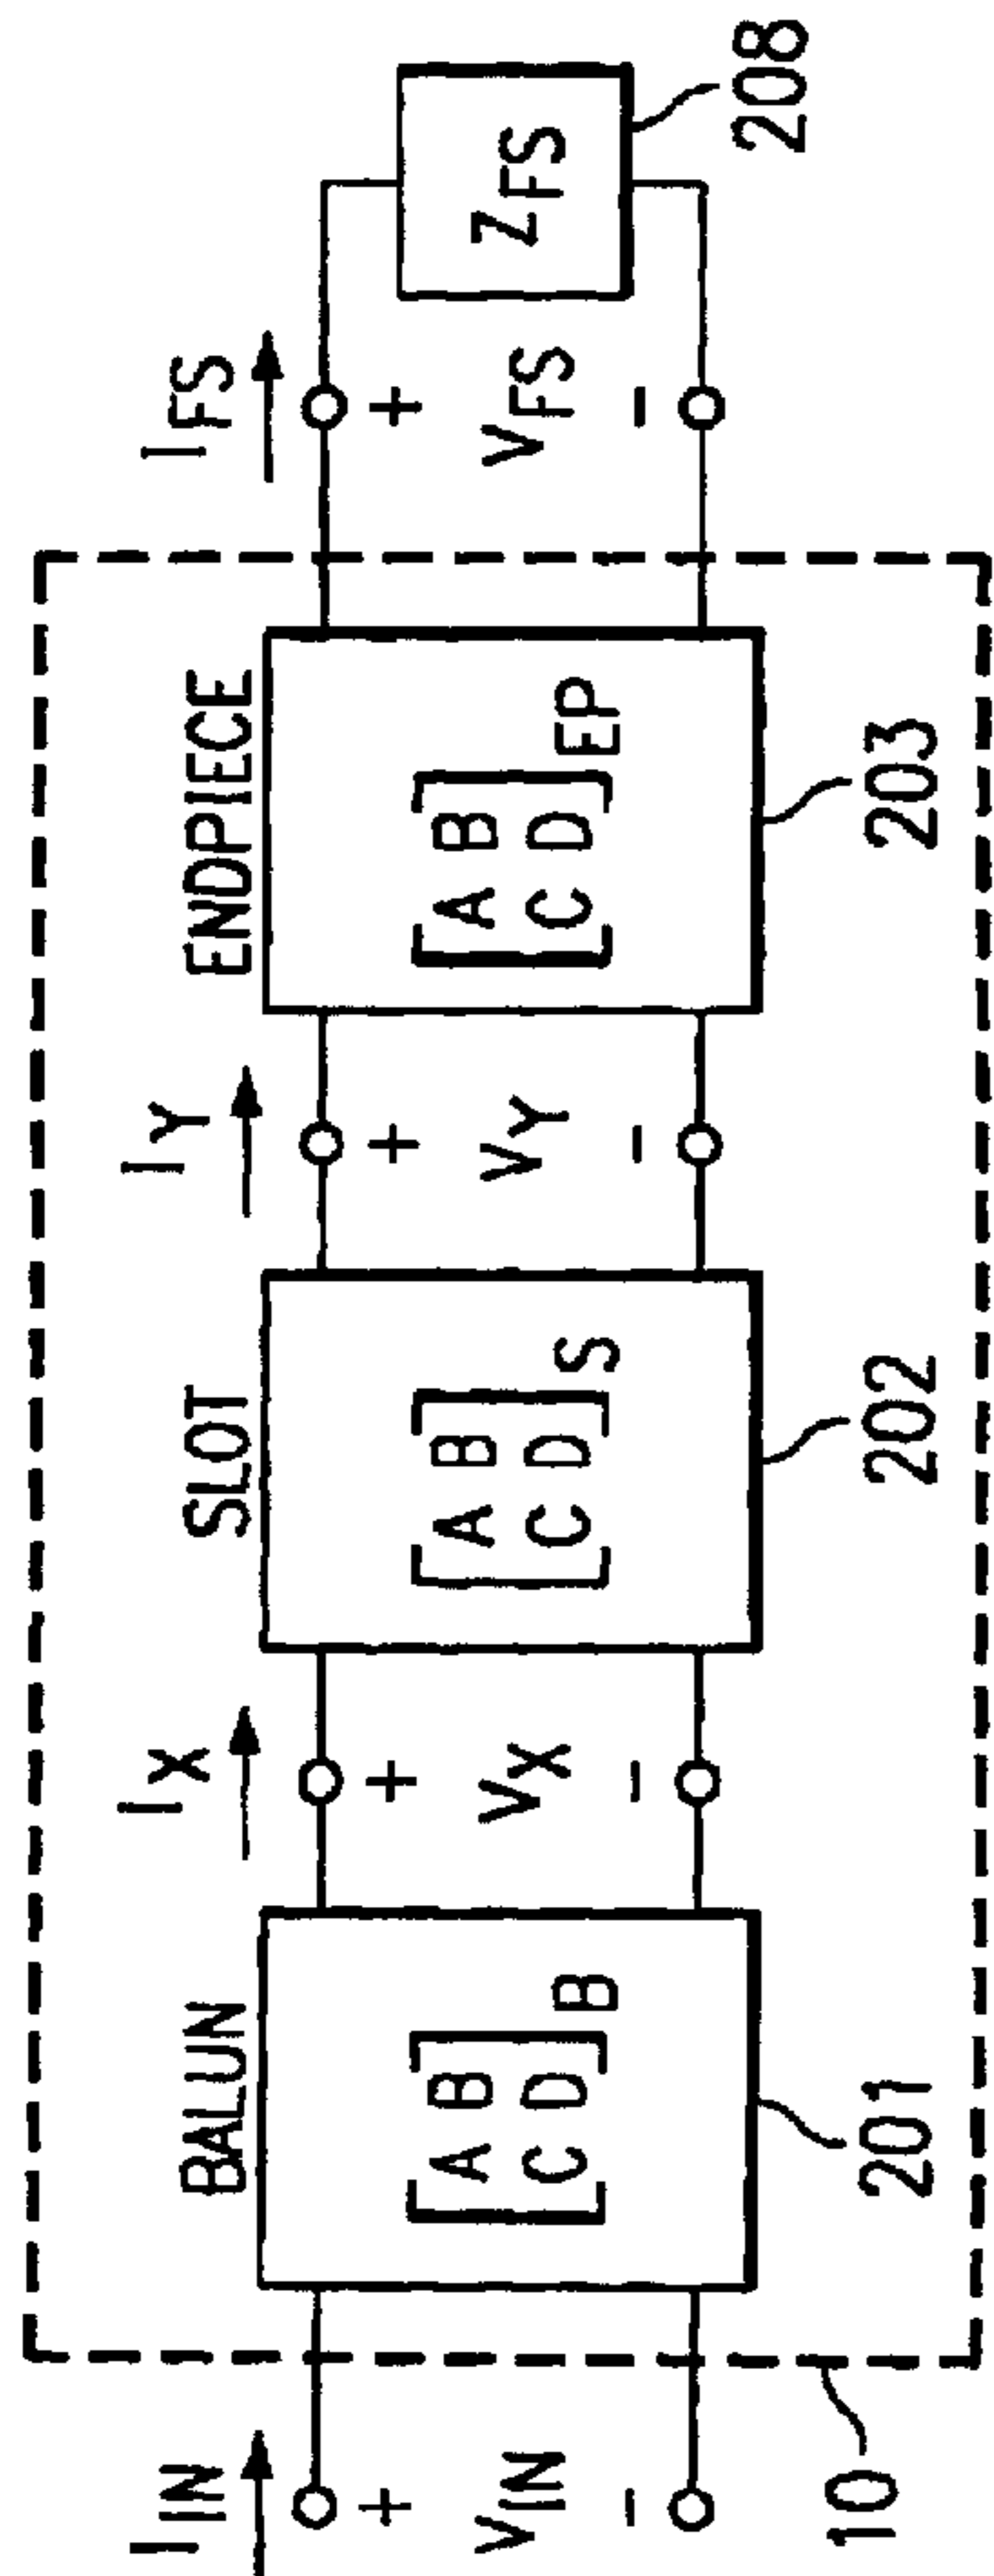 I_IN
+
V_IN
−
10
BALUN
[A B
C D]_B
201
I_X
+
V_X
−
SLOT
[A B
C D]_S
202
I_Y
+
V_Y
−
ENDPIECE
[A B
C D]_EP
203
I_FS
+
V_FS
−
Z_FS
208